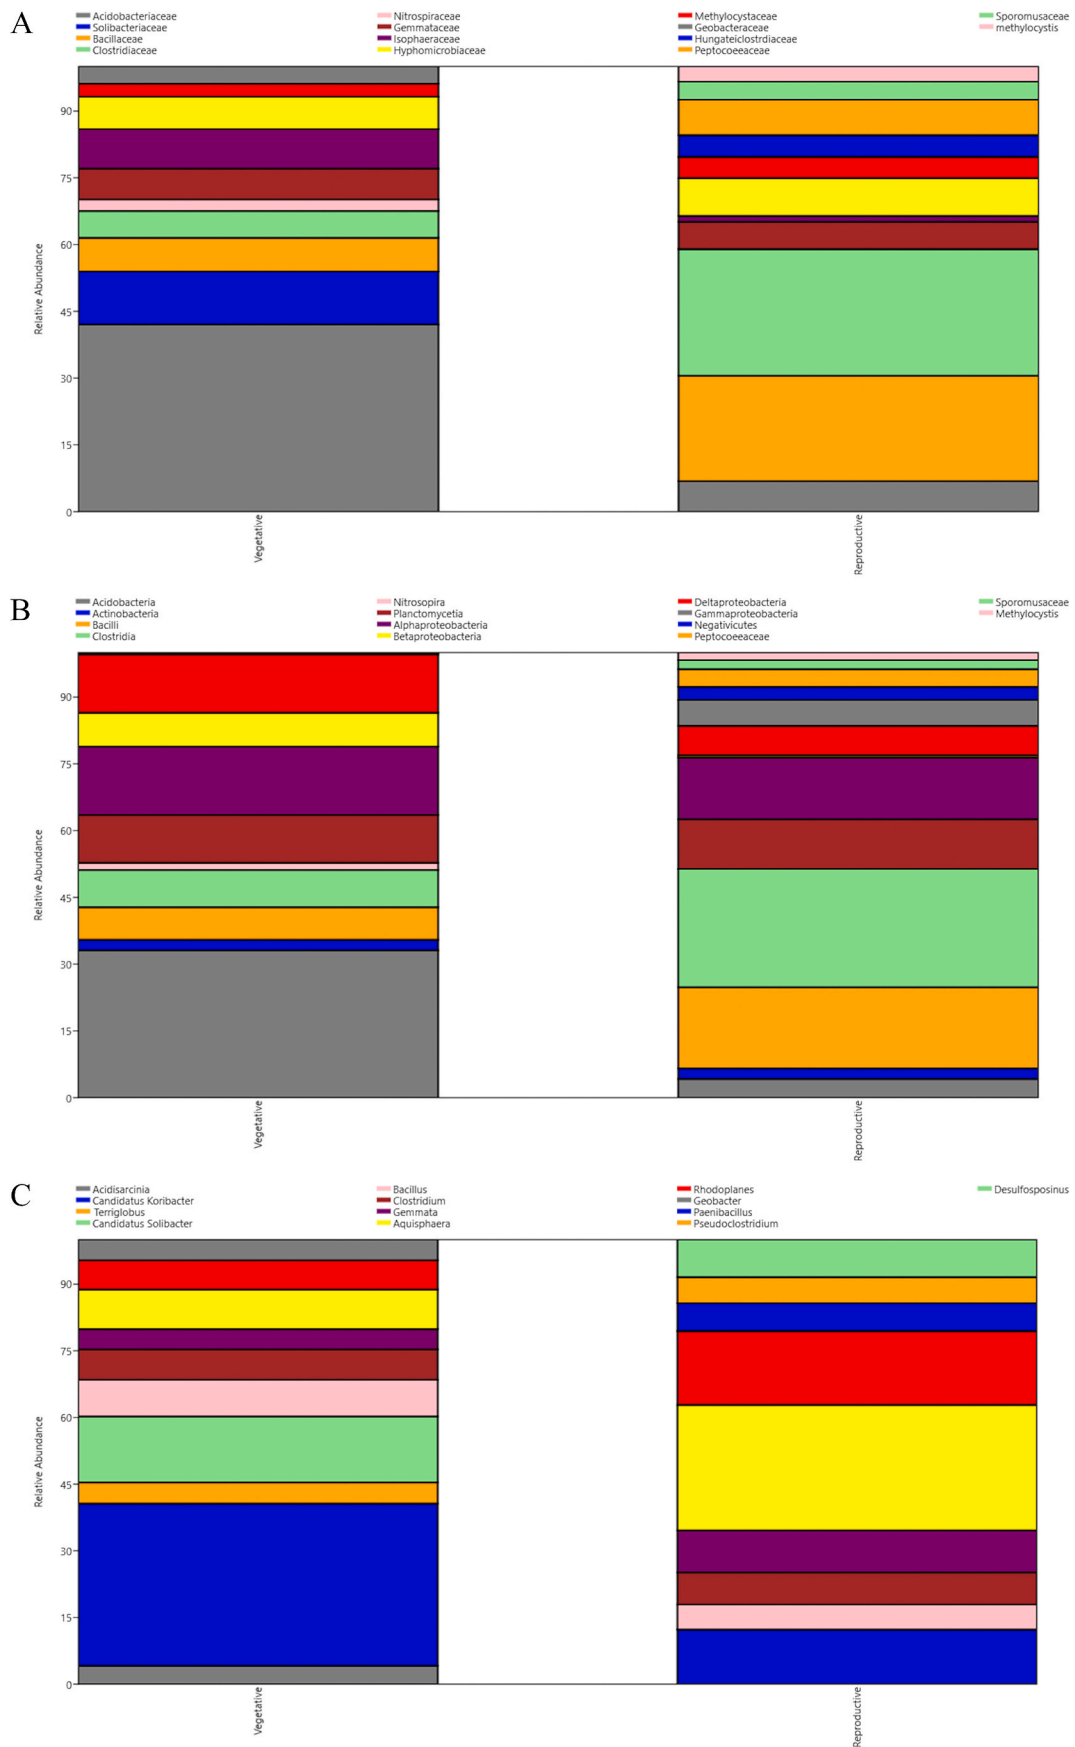 A
Acidobacteriaceae Nitrospiraceae Methylocystaceae Sporomusaceae
Solibacteriaceae Gemmataceae Geobacteraceae methylocystis
Bacillaceae Isophaeraceae Hungateiclostrdiaceae
Clostridiaceae Hyphomicrobiaceae Peptocoeeaceae
90
75
60
45
30
15
0
Relative Abundance
Vegetative Reproductive
B
Acidobacteria Nitrosopira Deltaproteobacteria Sporomusaceae
Actinobacteria Planctomycetia Gammaproteobacteria Methylocystis
Bacilli Alphaproteobacteria Negativicutes
Clostridia Betaproteobacteria Peptocoeeaceae
90
75
60
45
30
15
0
Relative Abundance
Vegetative Reproductive
C
Acidisarcinia Bacillus Rhodoplanes Desulfosposinus
Candidatus Koribacter Clostridium Geobacter
Terriglobus Gemmata Paenibacillus
Candidatus Solibacter Aquisphaera Pseudoclostridium
90
75
60
45
30
15
0
Relative Abundance
Vegetative Reproductive